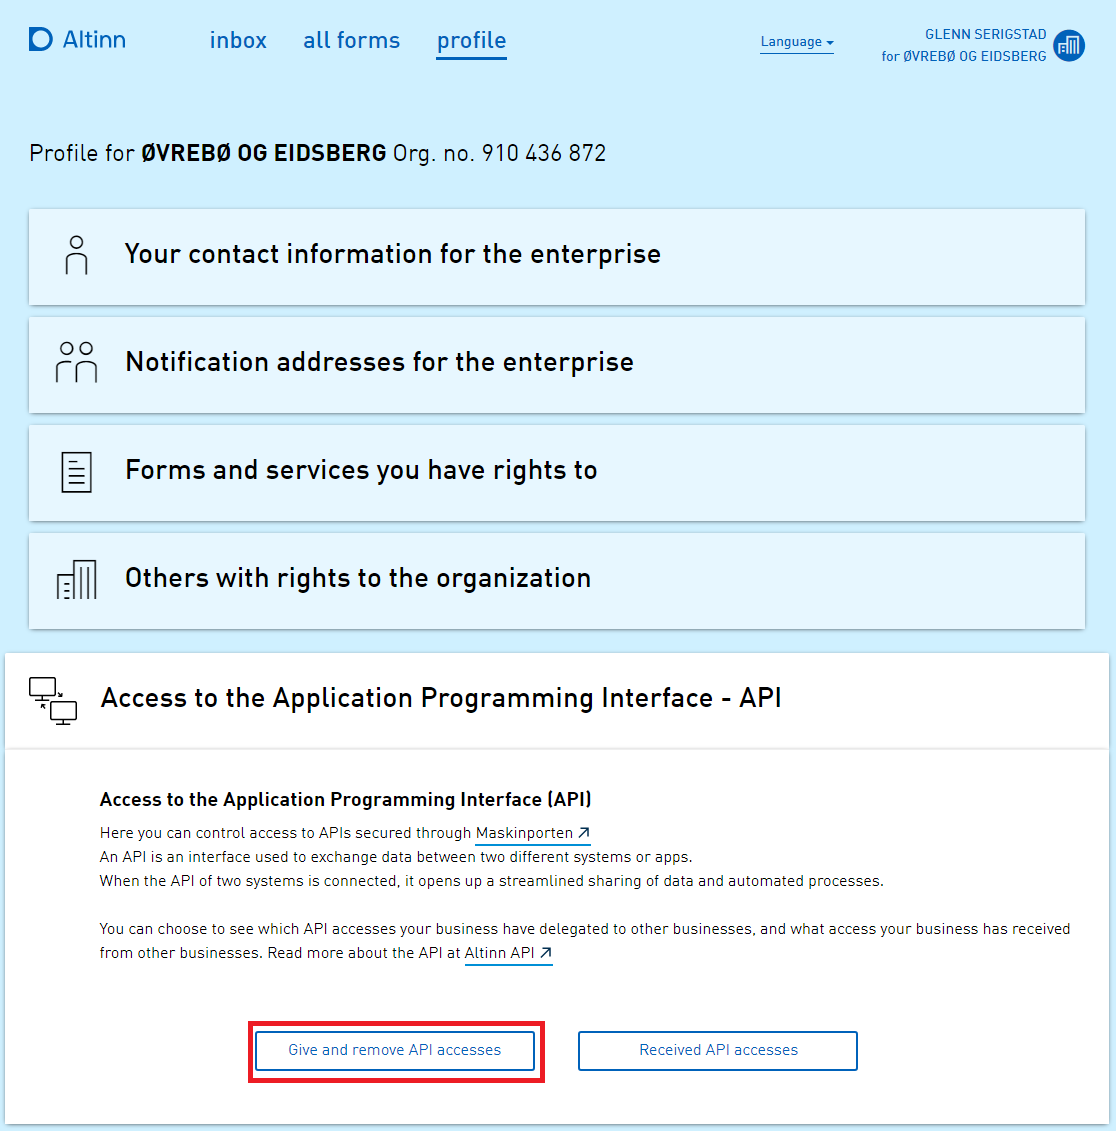 Altinn
inbox all forms profile
Language
GLENN SERIGSTAD
for ØVREBØ OG EIDSBERG
Profile for ØVREBØ OG EIDSBERG Org. no. 910 436 872
Your contact information for the enterprise
Notification addresses for the enterprise
Forms and services you have rights to
Others with rights to the organization
Access to the Application Programming Interface - API
Access to the Application Programming Interface (API)
Here you can control access to APIs secured through Maskinporten
An API is an interface used to exchange data between two different systems or apps.
When the API of two systems is connected, it opens up a streamlined sharing of data and automated processes.
You can choose to see which API accesses your business have delegated to other businesses, and what access your business has received
from other businesses. Read more about the API at Altinn API
Give and remove API accesses
Received API accesses